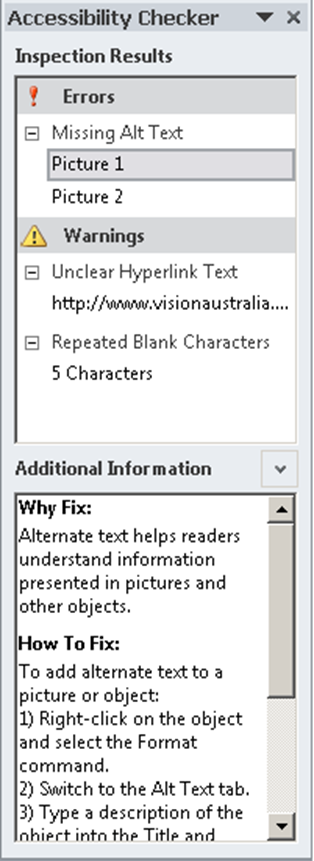 Accessibility Checker
Inspection Results
Errors
Missing Alt Text
Picture 1
Picture 2
Warnings
Unclear Hyperlink Text
http://www.visionaustralia....
Repeated Blank Characters
5 Characters
Additional Information
Why Fix:
Alternate text helps readers
understand information
presented in pictures and
other objects.
How To Fix:
To add alternate text to a
picture or object:
1) Right-click on the object
and select the Format
command.
2) Switch to the Alt Text tab.
3) Type a description of the
object into the Title and